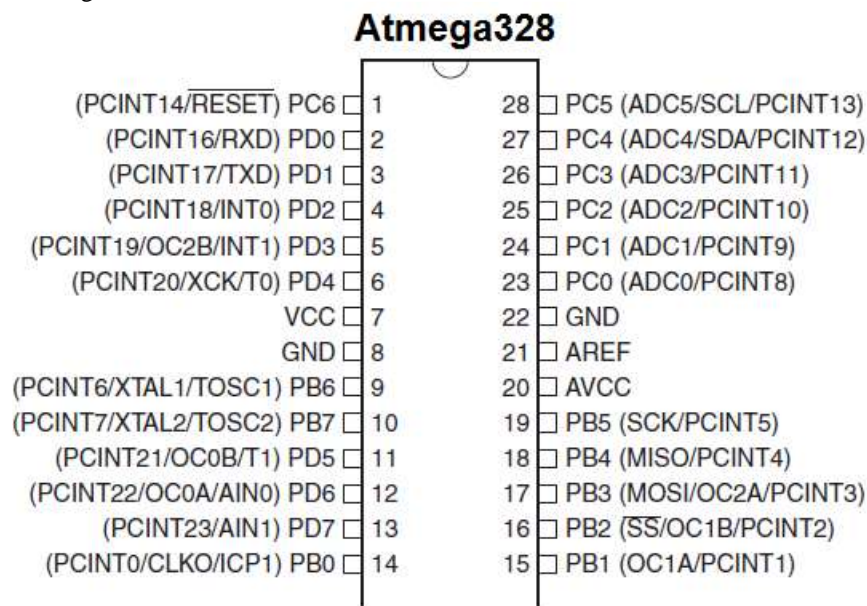 Atmega328
(PCINT14/RESET) PC6 1 28 PC5 (ADC5/SCL/PCINT13)
(PCINT16/RXD) PD0 2 27 PC4 (ADC4/SDA/PCINT12)
(PCINT17/TXD) PD1 3 26 PC3 (ADC3/PCINT11)
(PCINT18/INT0) PD2 4 25 PC2 (ADC2/PCINT10)
(PCINT19/OC2B/INT1) PD3 5 24 PC1 (ADC1/PCINT9)
(PCINT20/XCK/T0) PD4 6 23 PC0 (ADC0/PCINT8)
VCC 7 22 GND
GND 8 21 AREF
(PCINT6/XTAL1/TOSC1) PB6 9 20 AVCC
(PCINT7/XTAL2/TOSC2) PB7 10 19 PB5 (SCK/PCINT5)
(PCINT21/OC0B/T1) PD5 11 18 PB4 (MISO/PCINT4)
(PCINT22/OC0A/AIN0) PD6 12 17 PB3 (MOSI/OC2A/PCINT3)
(PCINT23/AIN1) PD7 13 16 PB2 (SS/OC1B/PCINT2)
(PCINT0/CLKO/ICP1) PB0 14 15 PB1 (OC1A/PCINT1)